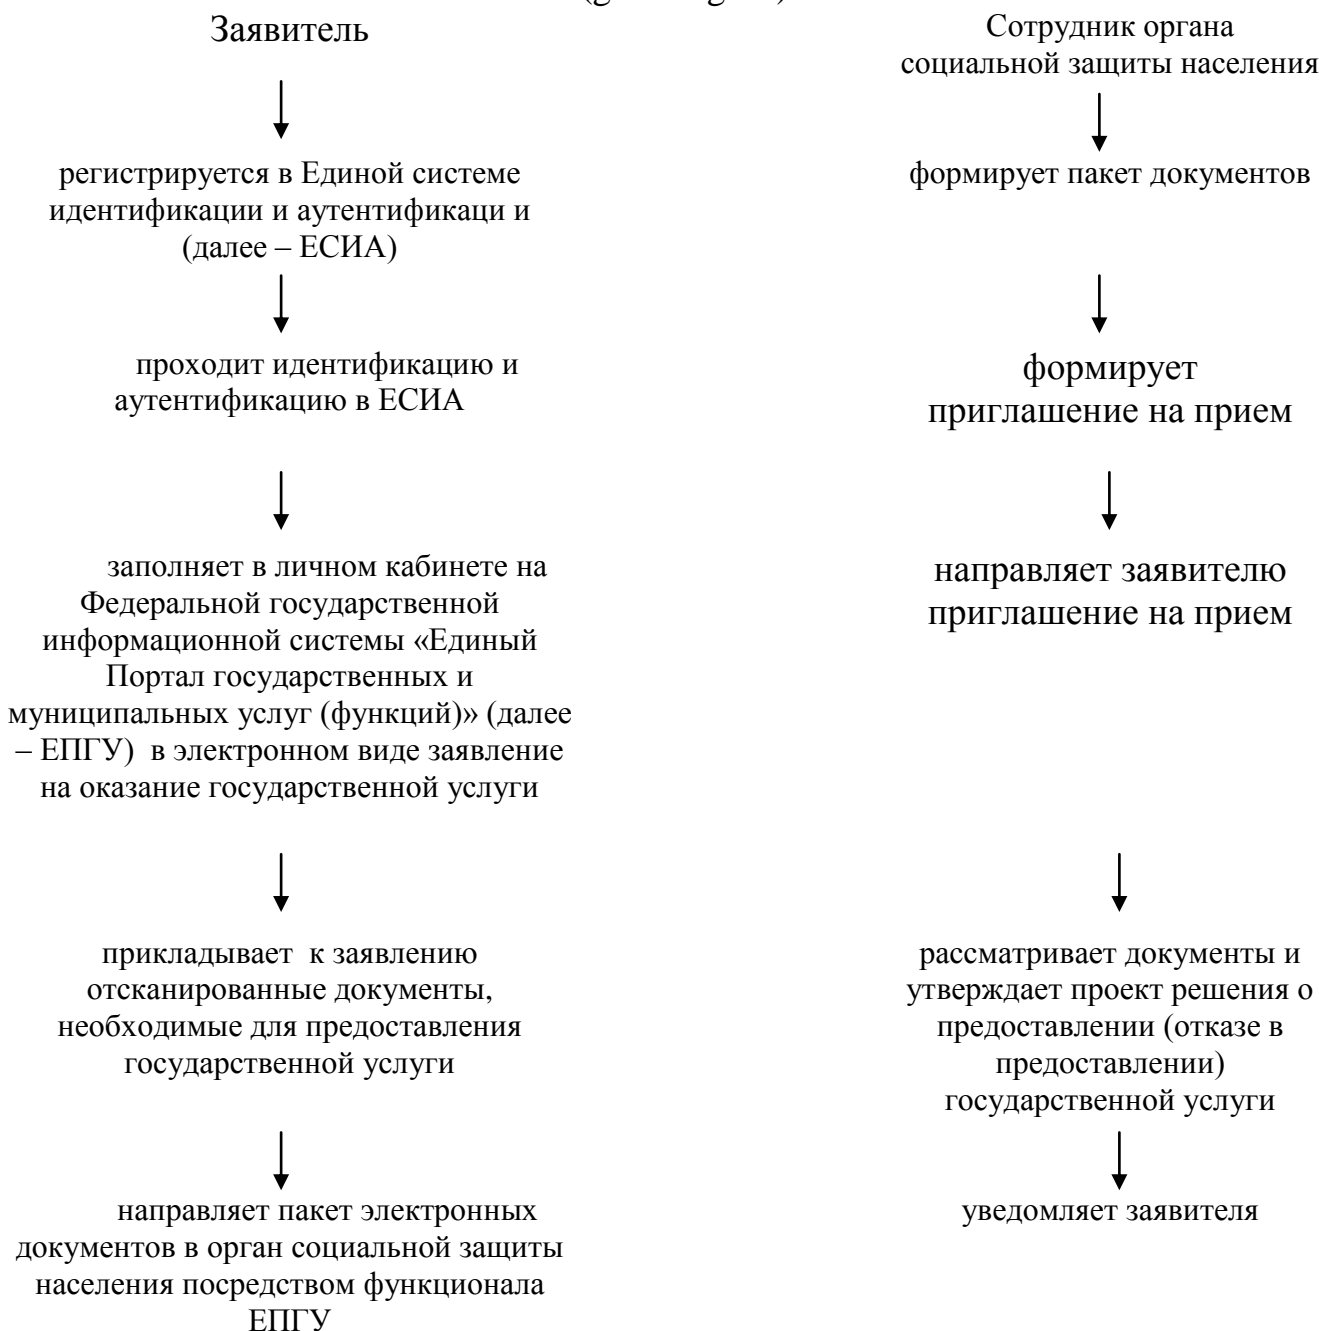 Заявитель
регистрируется в Единой системе
идентификации и аутентификаци и
(далее – ЕСИА)
проходит идентификацию и
аутентификацию в ЕСИА
заполняет в личном кабинете на
Федеральной государственной
информационной системы «Единый
Портал государственных и
муниципальных услуг (функций)» (далее
– ЕПГУ)  в электронном виде заявление
на оказание государственной услуги
прикладывает  к заявлению
отсканированные документы,
необходимые для предоставления
государственной услуги
направляет пакет электронных
документов в орган социальной защиты
населения посредством функционала
ЕПГУ
Сотрудник органа
социальной защиты населения
формирует пакет документов
формирует
приглашение на прием
направляет заявителю
приглашение на прием
рассматривает документы и
утверждает проект решения о
предоставлении (отказе в
предоставлении)
государственной услуги
уведомляет заявителя